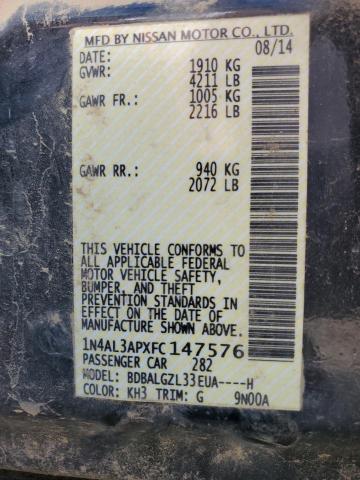 MFD BY NISSAN MOTOR CO., LTD.
DATE: 08/14
GVWR: 1910 KG
4211 LB
GAWR FR.: 1005 KG
2216 LB
GAWR RR.: 940 KG
2072 LB
THIS VEHICLE CONFORMS TO
ALL APPLICABLE FEDERAL
MOTOR VEHICLE SAFETY,
BUMPER, AND THEFT
PREVENTION STANDARDS IN
EFFECT ON THE DATE OF
MANUFACTURE SHOWN ABOVE.
1N4AL3APXFC147576
PASSENGER CAR 282
MODEL: BDBALGZL33EUA----H
COLOR: KH3 TRIM: G 9N00A